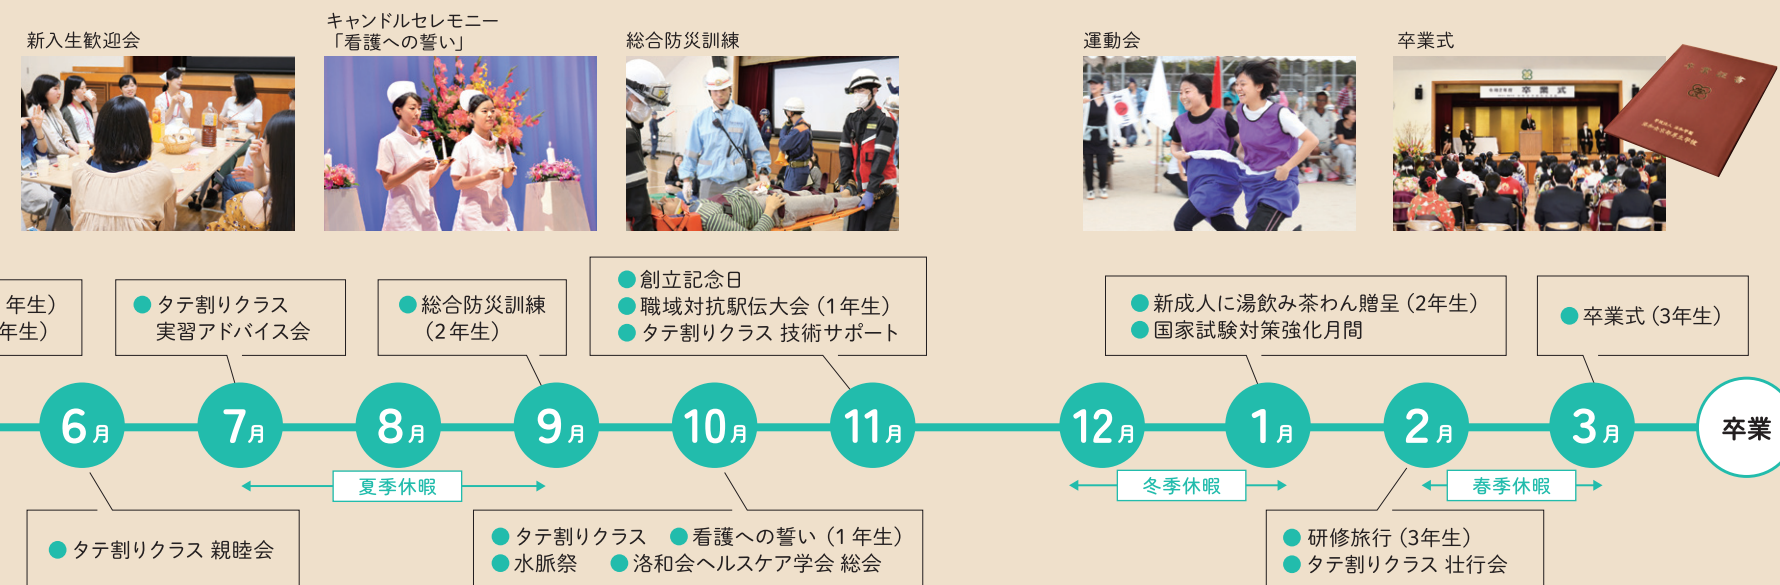 新入生歓迎会
キャンドルセレモニー
「看護への誓い」
総合防災訓練
運動会
卒業式
卒業式
年生）
年生）
● タテ割りクラス
実習アドバイス会
● 総合防災訓練
（2年生）
● 創立記念日
● 職域対抗駅伝大会（1年生）
● タテ割りクラス 技術サポート
● 新成人に湯飲み茶わん贈呈（2年生）
● 国家試験対策強化月間
● 卒業式（3年生）
6月
7月
8月
9月
10月
11月
12月
1月
2月
3月
卒業
夏季休暇
冬季休暇
春季休暇
● タテ割りクラス 親睦会
● タテ割りクラス ● 看護への誓い（1年生）
● 水脈祭 ● 洛和会ヘルスケア学会 総会
● 研修旅行（3年生）
● タテ割りクラス 壮行会